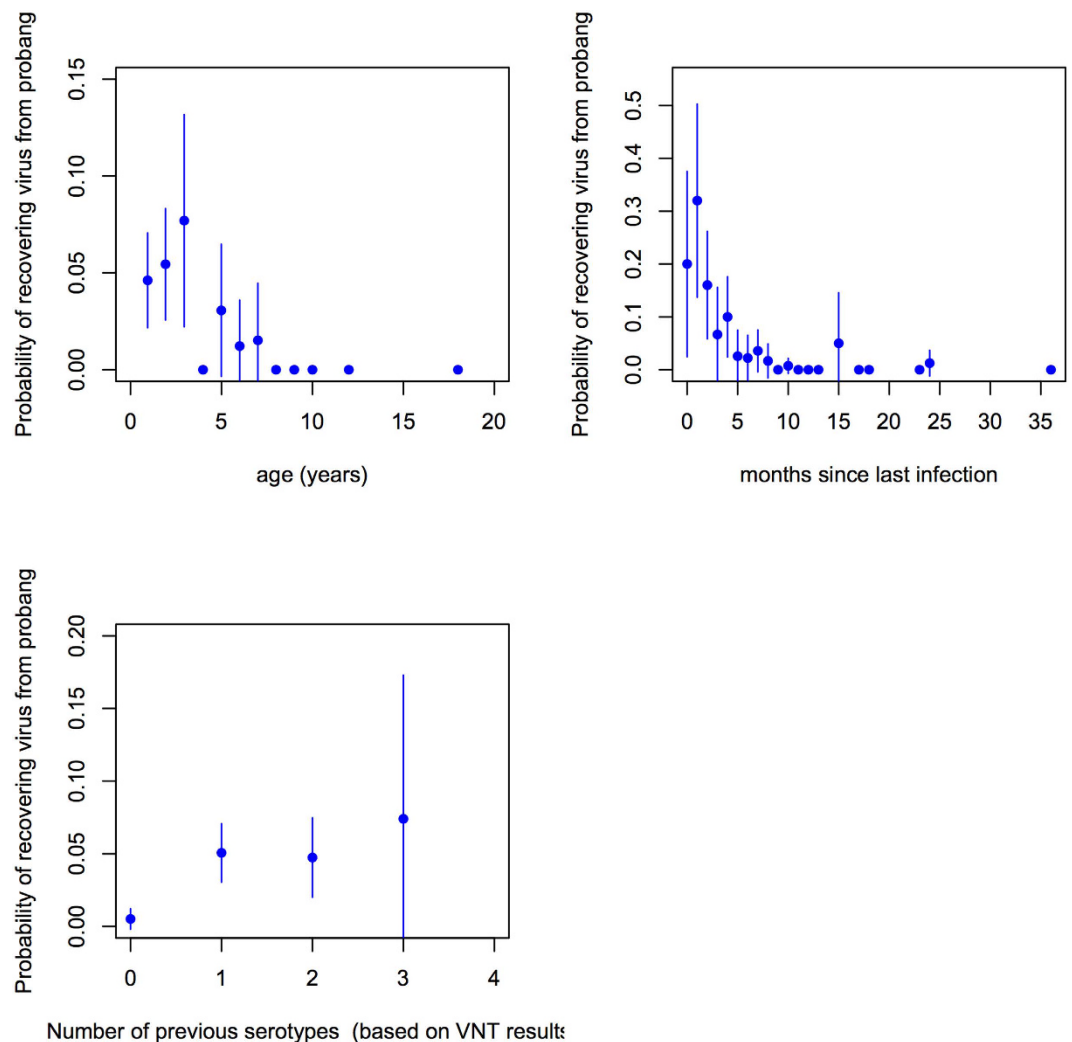 Probability of recovering virus from probang
0.15
0.10
0.05
0.00
0 5 10 15 20
age (years)
Probability of recovering virus from probang
0.5
0.4
0.3
0.2
0.1
0.0
0 5 10 15 20 25 30 35
months since last infection
Probability of recovering virus from probang
0.20
0.15
0.10
0.05
0.00
0 1 2 3 4
Number of previous serotypes (based on VNT results